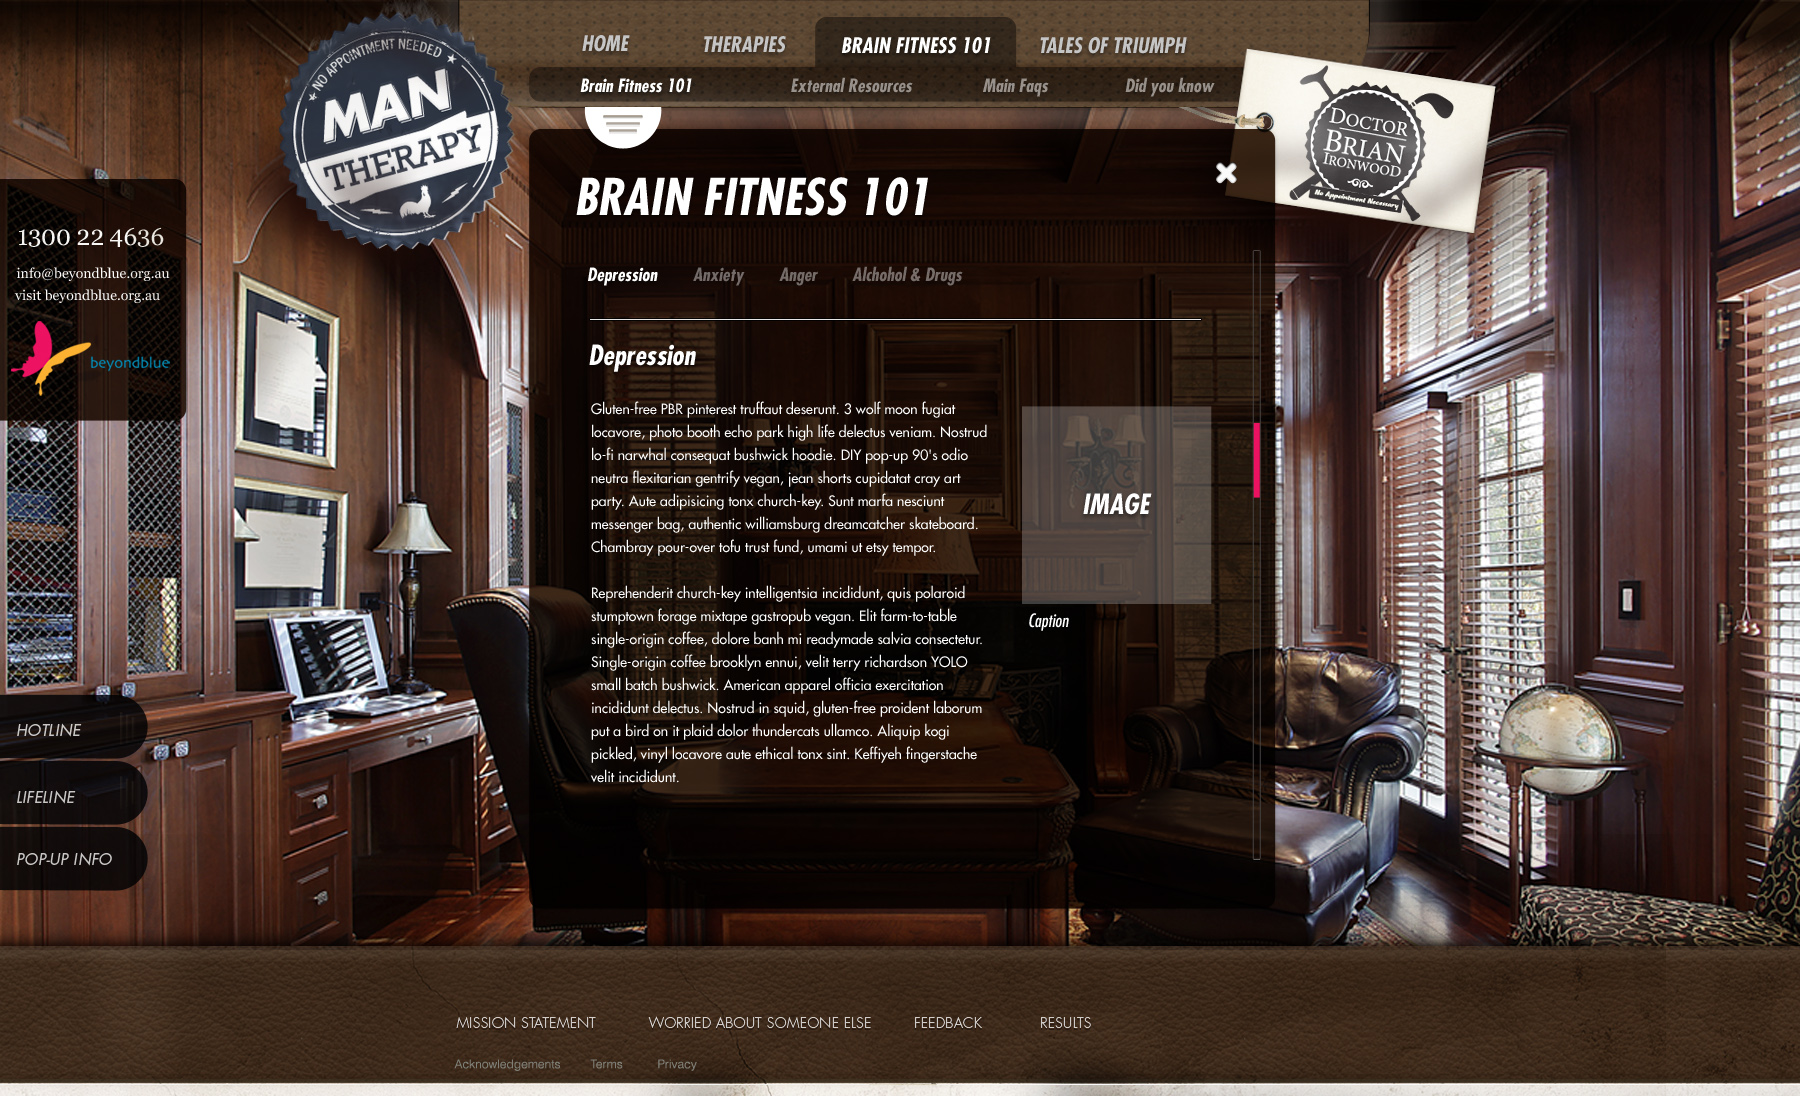 HOME
THERAPIES
BRAIN FITNESS 101
TALES OF TRIUMPH
Brain Fitness 101
External Resources
Main Faqs
Did you know
NO APPOINTMENT NEEDED
MAN
THERAPY
DOCTOR
BRIAN
IRONWOOD
No Appointment Necessary
1300 22 4636
info@beyondblue.org.au
visit beyondblue.org.au
beyondblue
HOTLINE
LIFELINE
POP-UP INFO
BRAIN FITNESS 101
Depression
Anxiety
Anger
Alchohol & Drugs
Depression
Gluten-free PBR pinterest truffaut deserunt. 3 wolf moon fugiat
locavore, photo booth echo park high life delectus veniam. Nostrud
lo-fi narwhal consequat bushwick hoodie. DIY pop-up 90's odio
neutra flexitarian gentrify vegan, jean shorts cupidatat cray art
party. Aute adipisicing tonx church-key. Sunt marfa nesciunt
messenger bag, authentic williamsburg dreamcatcher skateboard.
Chambray pour-over tofu trust fund, umami ut etsy tempor.
Reprehenderit church-key intelligentsia incididunt, quis polaroid
stumptown forage mixtape gastropub vegan. Elit farm-to-table
single-origin coffee, dolore banh mi readymade salvia consectetur.
Single-origin coffee brooklyn ennui, velit terry richardson YOLO
small batch bushwick. American apparel officia exercitation
incididunt delectus. Nostrud in squid, gluten-free proident laborum
put a bird on it plaid dolor thundercats ullamco. Aliquip kogi
pickled, vinyl locavore aute ethical tonx sint. Keffiyeh fingerstache
velit incididunt.
IMAGE
Caption
MISSION STATEMENT
WORRIED ABOUT SOMEONE ELSE
FEEDBACK
RESULTS
Acknowledgements
Terms
Privacy